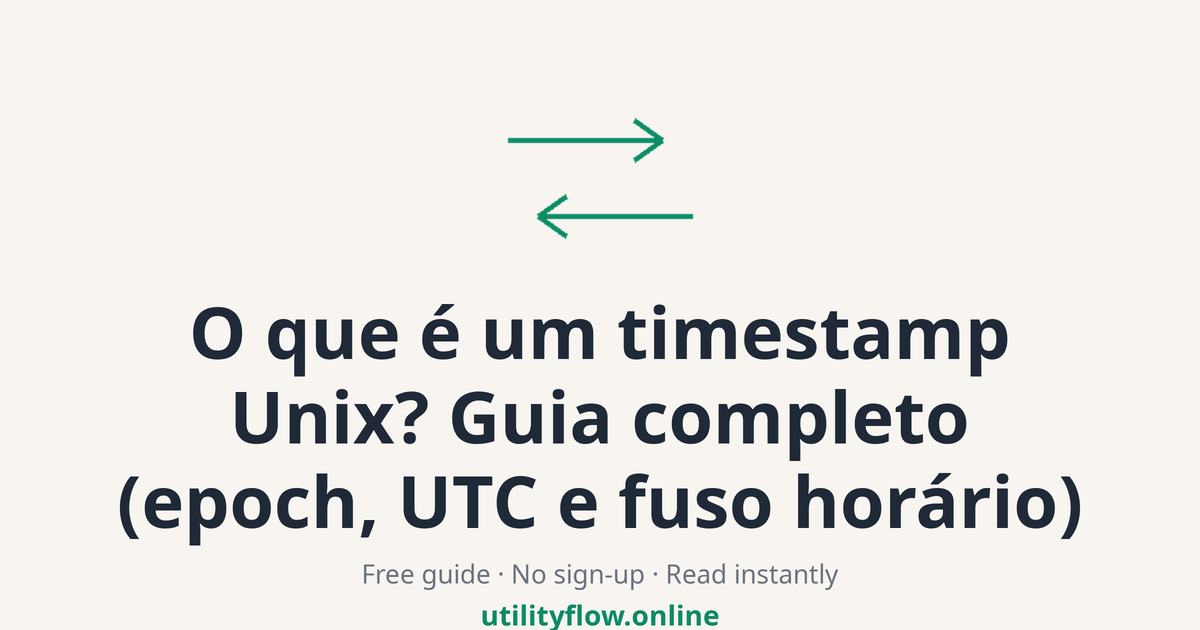 O que é um timestamp
Unix? Guia completo
(epoch, UTC e fuso horário)
Free guide · No sign-up · Read instantly
utilityflow.online